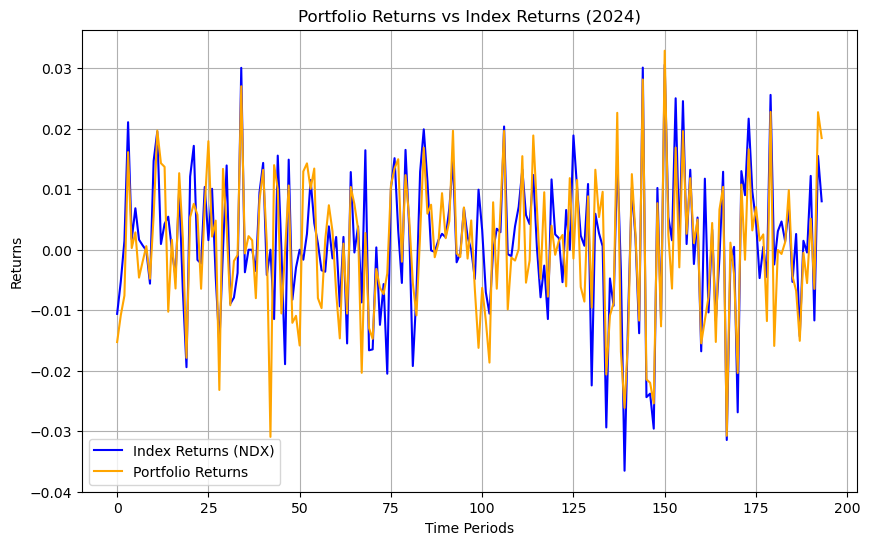 Portfolio Returns vs Index Returns (2024)
Returns
0.03
0.02
0.01
0.00
−0.01
−0.02
−0.03
−0.04
Index Returns (NDX)
Portfolio Returns
0 25 50 75 100 125 150 175 200
Time Periods